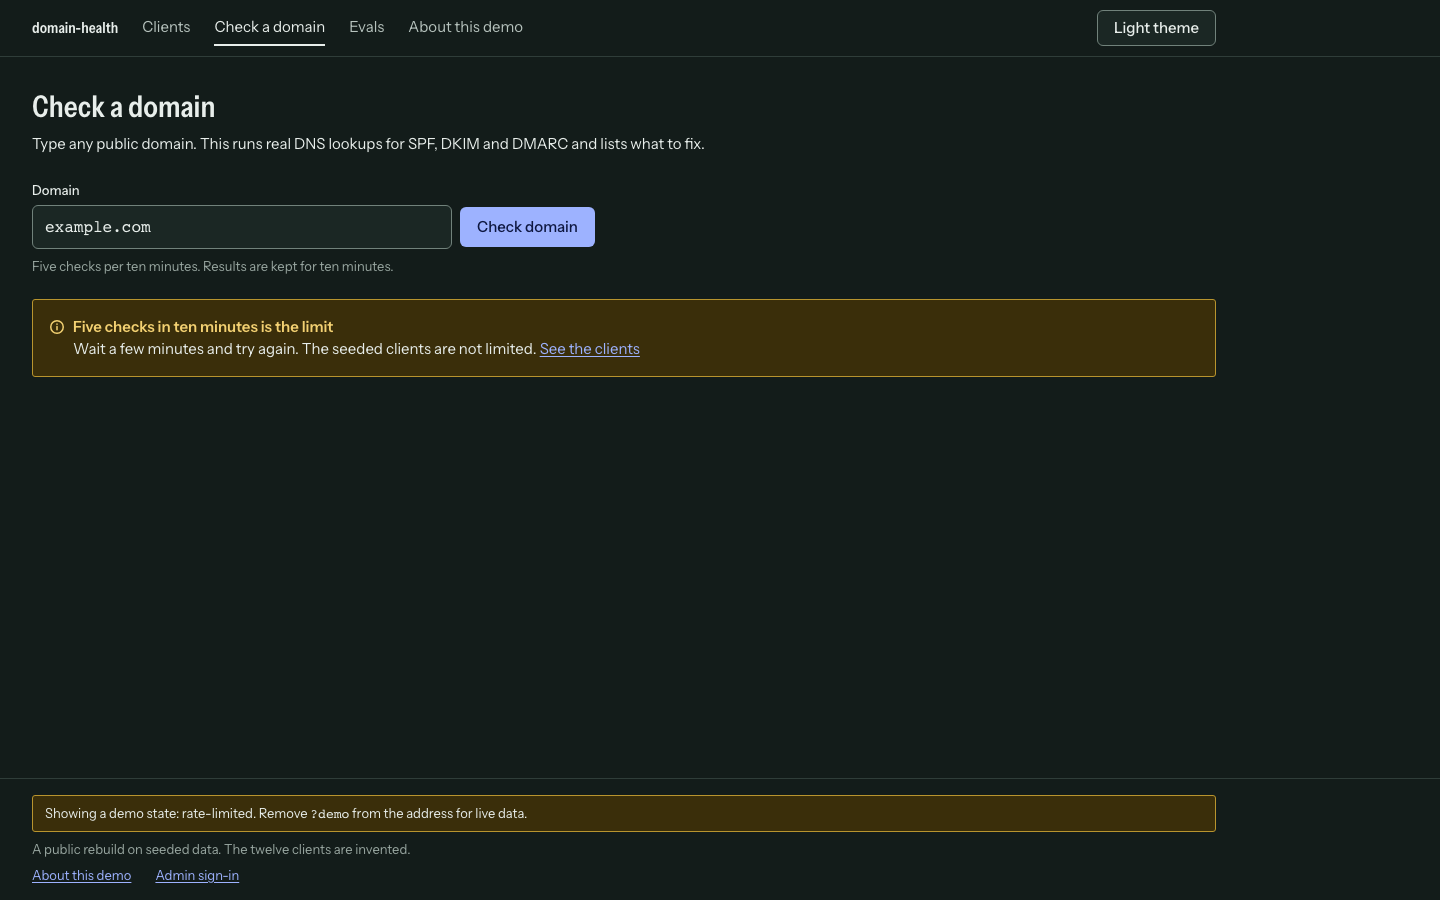 domain-health Clients Check a domain Evals About this demo Light theme
Check a domain
Type any public domain. This runs real DNS lookups for SPF, DKIM and DMARC and lists what to fix.
Domain
example.com Check domain
Five checks per ten minutes. Results are kept for ten minutes.
Five checks in ten minutes is the limit
Wait a few minutes and try again. The seeded clients are not limited. See the clients
Showing a demo state: rate-limited. Remove ?demo from the address for live data.
A public rebuild on seeded data. The twelve clients are invented.
About this demo Admin sign-in